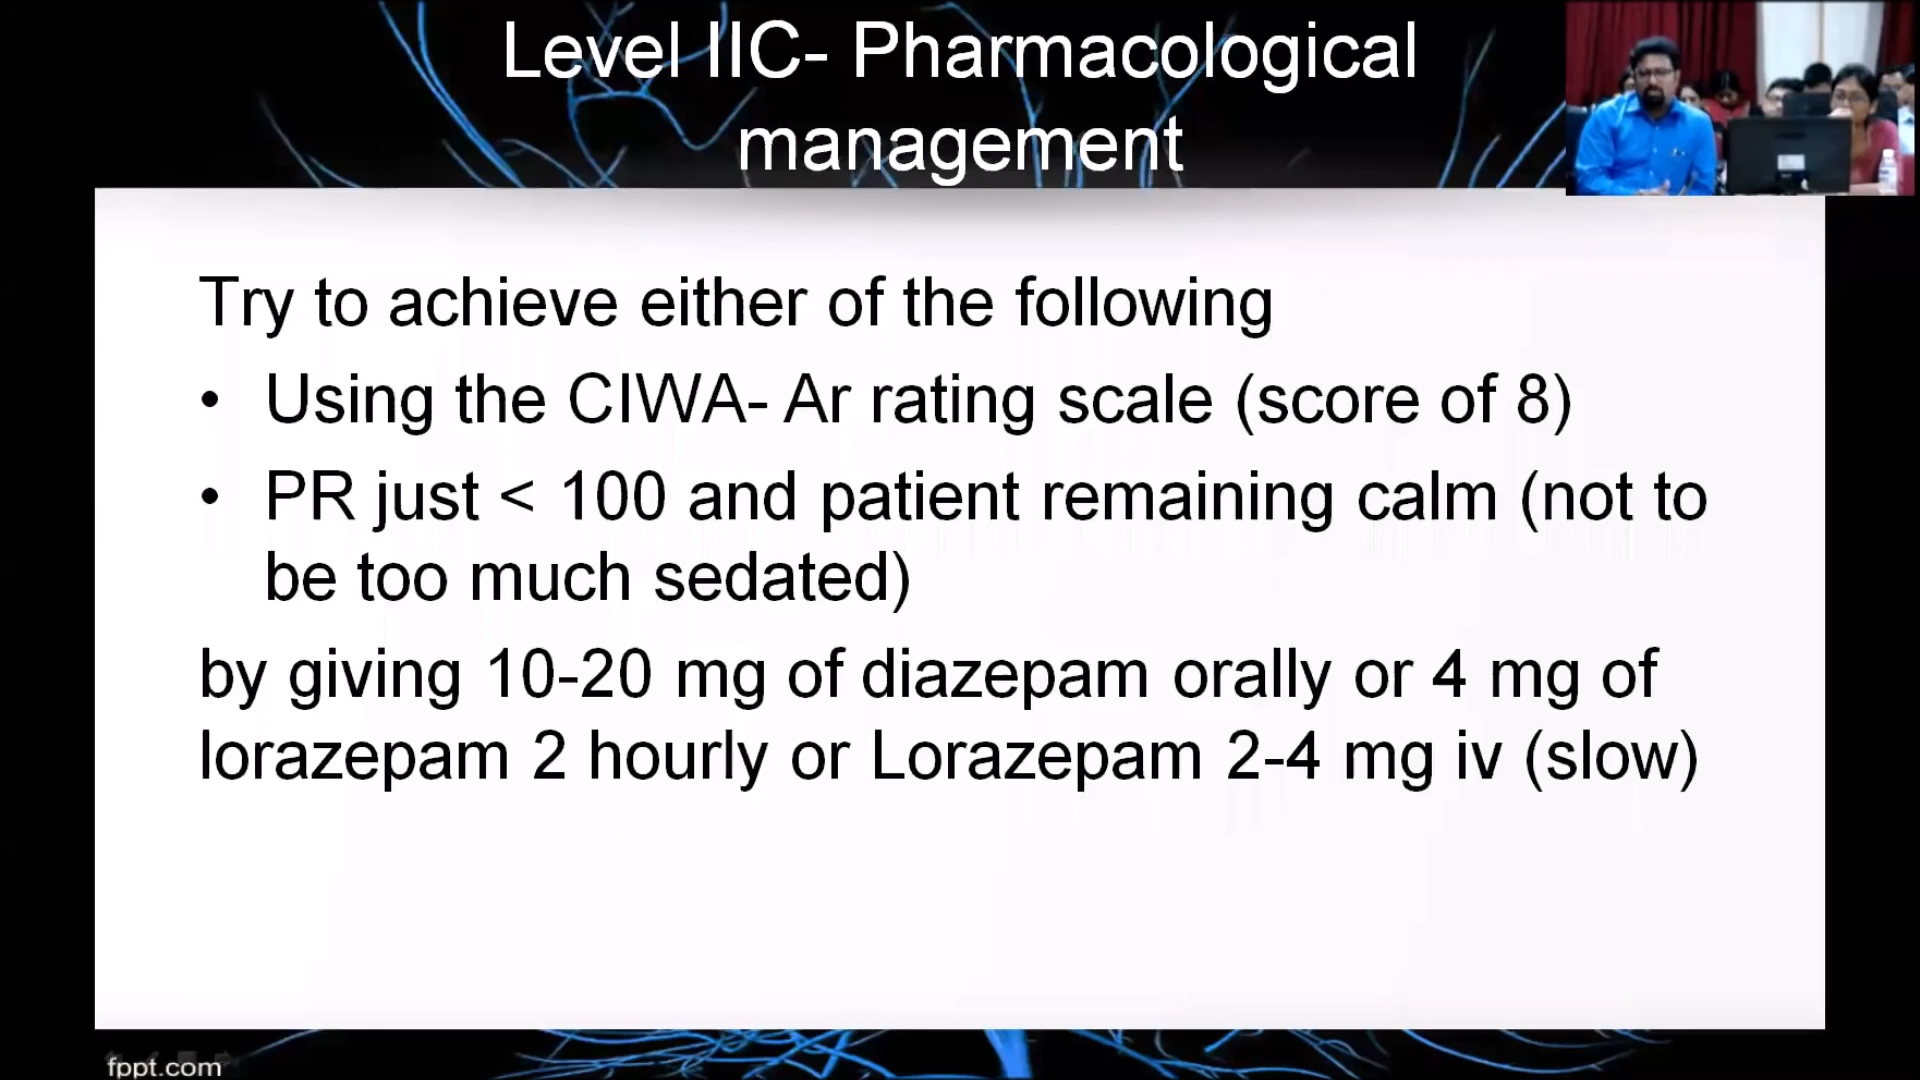 Level IIC- Pharmacological
management
Try to achieve either of the following
• Using the CIWA- Ar rating scale (score of 8)
• PR just < 100 and patient remaining calm (not to
be too much sedated)
by giving 10-20 mg of diazepam orally or 4 mg of
lorazepam 2 hourly or Lorazepam 2-4 mg iv (slow)
fppt.com